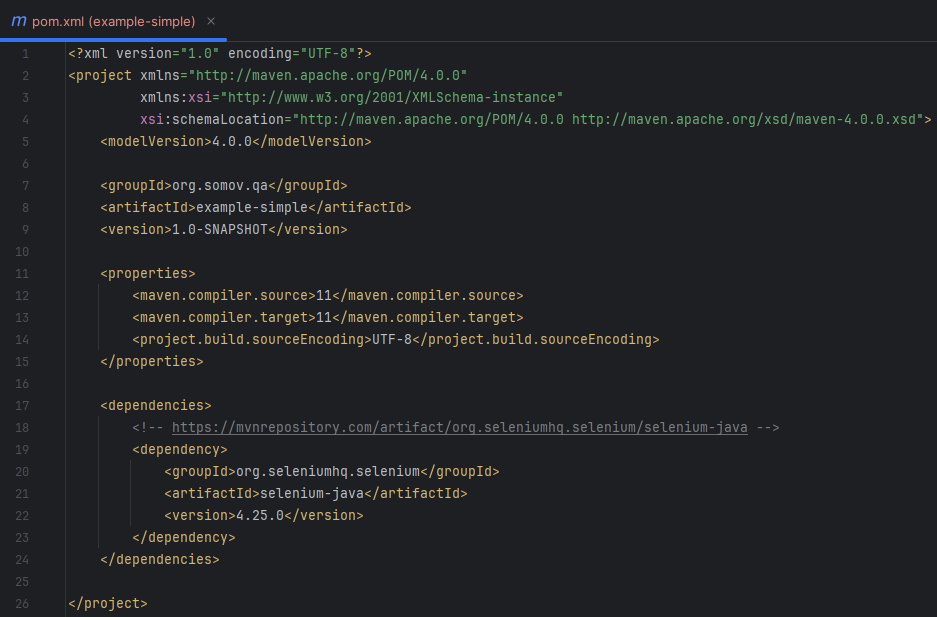 m pom.xml (example-simple) ×
1 <?xml version="1.0" encoding="UTF-8"?>
2 <project xmlns="http://maven.apache.org/POM/4.0.0"
3 xmlns:xsi="http://www.w3.org/2001/XMLSchema-instance"
4 xsi:schemaLocation="http://maven.apache.org/POM/4.0.0 http://maven.apache.org/xsd/maven-4.0.0.xsd">
5 <modelVersion>4.0.0</modelVersion>
6
7 <groupId>org.somov.qa</groupId>
8 <artifactId>example-simple</artifactId>
9 <version>1.0-SNAPSHOT</version>
10
11 <properties>
12 <maven.compiler.source>11</maven.compiler.source>
13 <maven.compiler.target>11</maven.compiler.target>
14 <project.build.sourceEncoding>UTF-8</project.build.sourceEncoding>
15 </properties>
16
17 <dependencies>
18 <!-- https://mvnrepository.com/artifact/org.seleniumhq.selenium/selenium-java -->
19 <dependency>
20 <groupId>org.seleniumhq.selenium</groupId>
21 <artifactId>selenium-java</artifactId>
22 <version>4.25.0</version>
23 </dependency>
24 </dependencies>
25
26 </project>